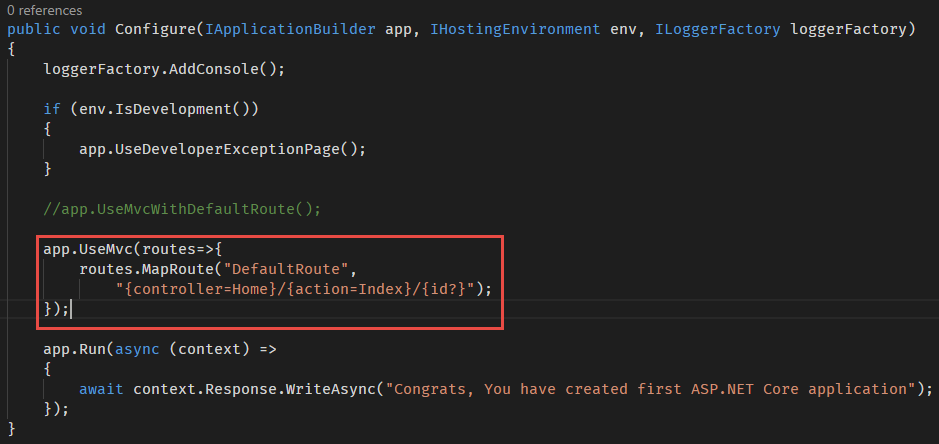 0 references
public void Configure(IApplicationBuilder app, IHostingEnvironment env, ILoggerFactory loggerFactory)
{
    loggerFactory.AddConsole();

    if (env.IsDevelopment())
    {
        app.UseDeveloperExceptionPage();
    }

    //app.UseMvcWithDefaultRoute();

    app.UseMvc(routes=>{
        routes.MapRoute("DefaultRoute",
            "{controller=Home}/{action=Index}/{id?}");
    });

    app.Run(async (context) =>
    {
        await context.Response.WriteAsync("Congrats, You have created first ASP.NET Core application");
    });
}